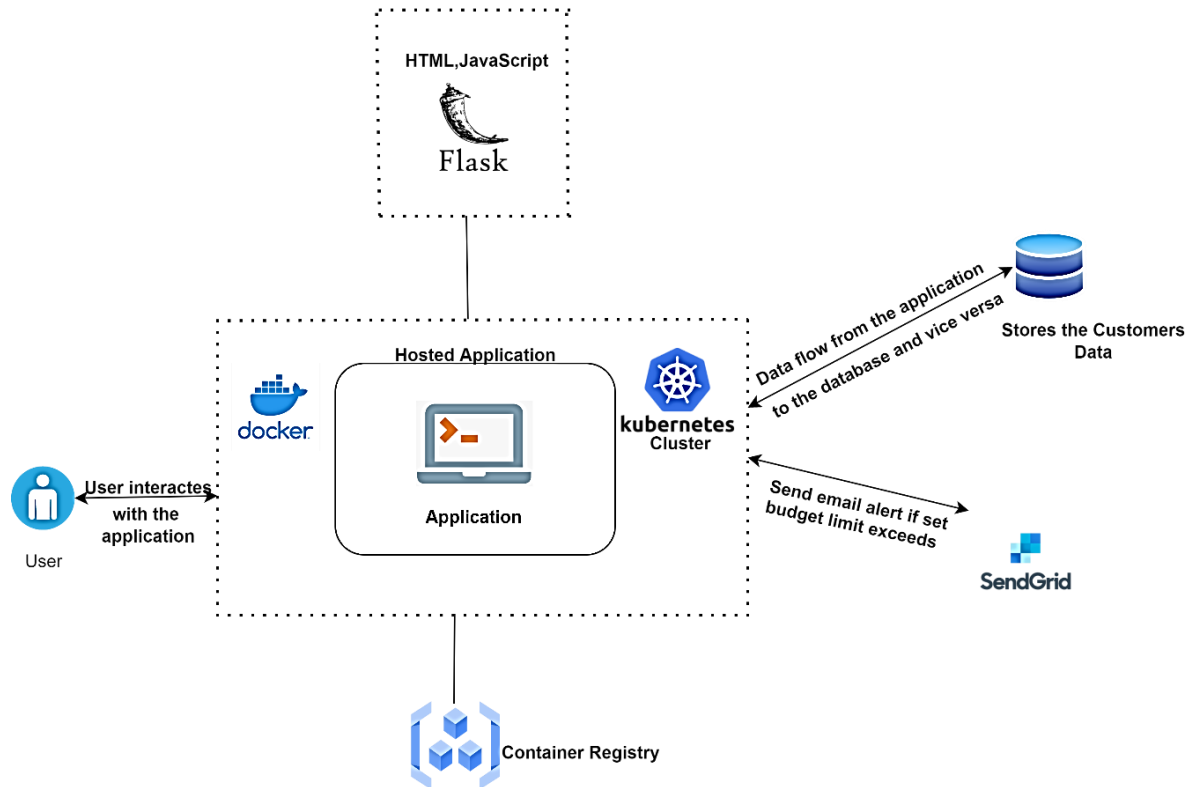 HTML,JavaScript
Flask
Hosted Application
docker
kubernetes
Cluster
Application
User interactes
with the
application
User
Data flow from the application
to the database and vice versa
Stores the Customers
Data
Send email alert if set
budget limit exceeds
SendGrid
Container Registry